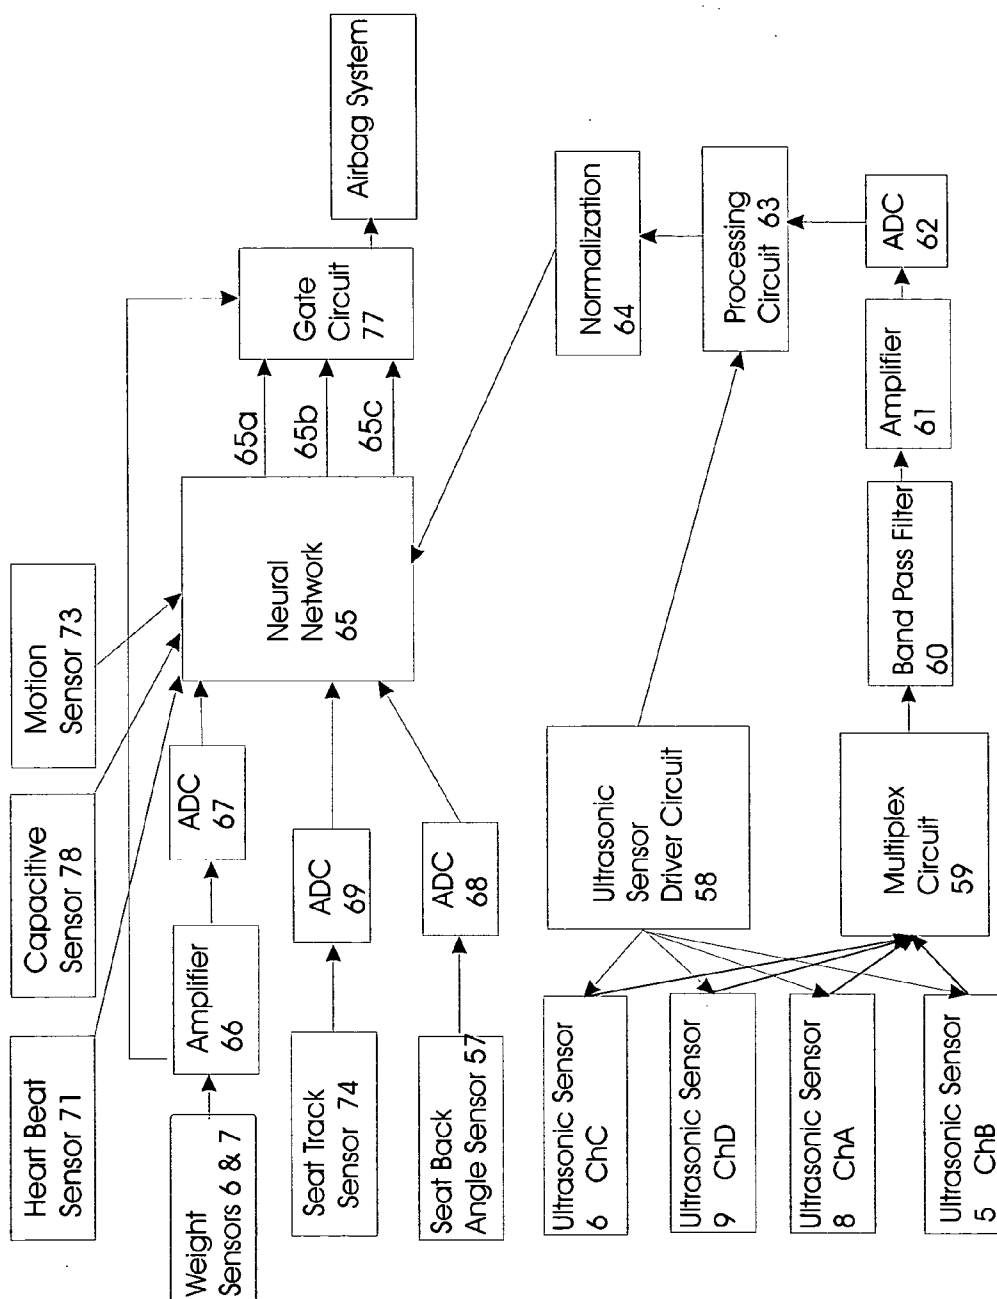 Heart Beat
Sensor 71
Capacitive
Sensor 78
Motion
Sensor 73
Weight
Sensors 6 & 7
Amplifier
66
ADC
67
Seat Track
Sensor 74
ADC
69
Seat Back
Angle Sensor 57
ADC
68
Neural
Network
65
65a
65b
65c
Gate
Circuit
77
Airbag System
Ultrasonic Sensor
6 ChC
Ultrasonic Sensor
9 ChD
Ultrasonic Sensor
8 ChA
Ultrasonic Sensor
5 ChB
Ultrasonic
Sensor
Driver Circuit
58
Multiplex
Circuit
59
Band Pass Filter
60
Amplifier
61
ADC
62
Processing
Circuit 63
Normalization
64